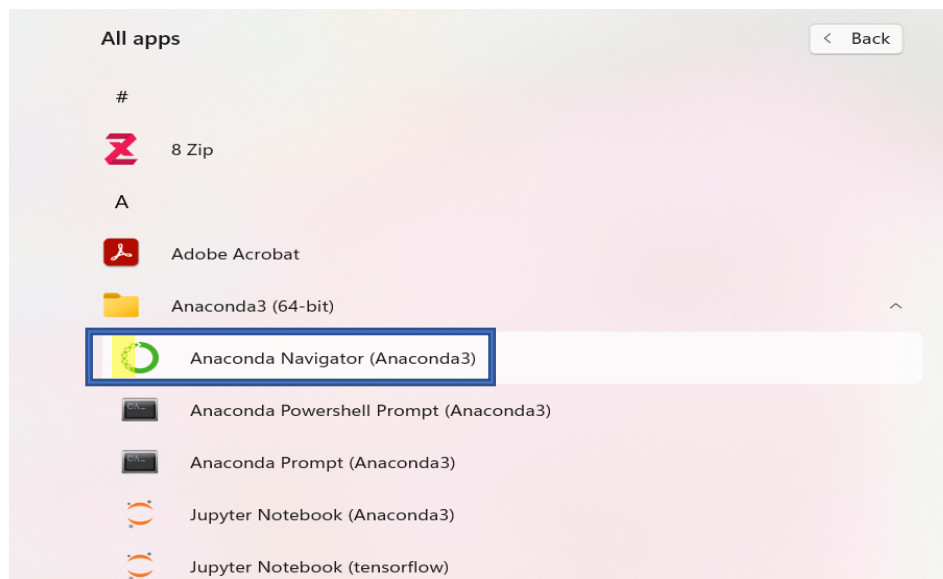 All apps
< Back
#
8 Zip
A
Adobe Acrobat
Anaconda3 (64-bit)
Anaconda Navigator (Anaconda3)
Anaconda Powershell Prompt (Anaconda3)
Anaconda Prompt (Anaconda3)
Jupyter Notebook (Anaconda3)
Jupyter Notebook (tensorflow)